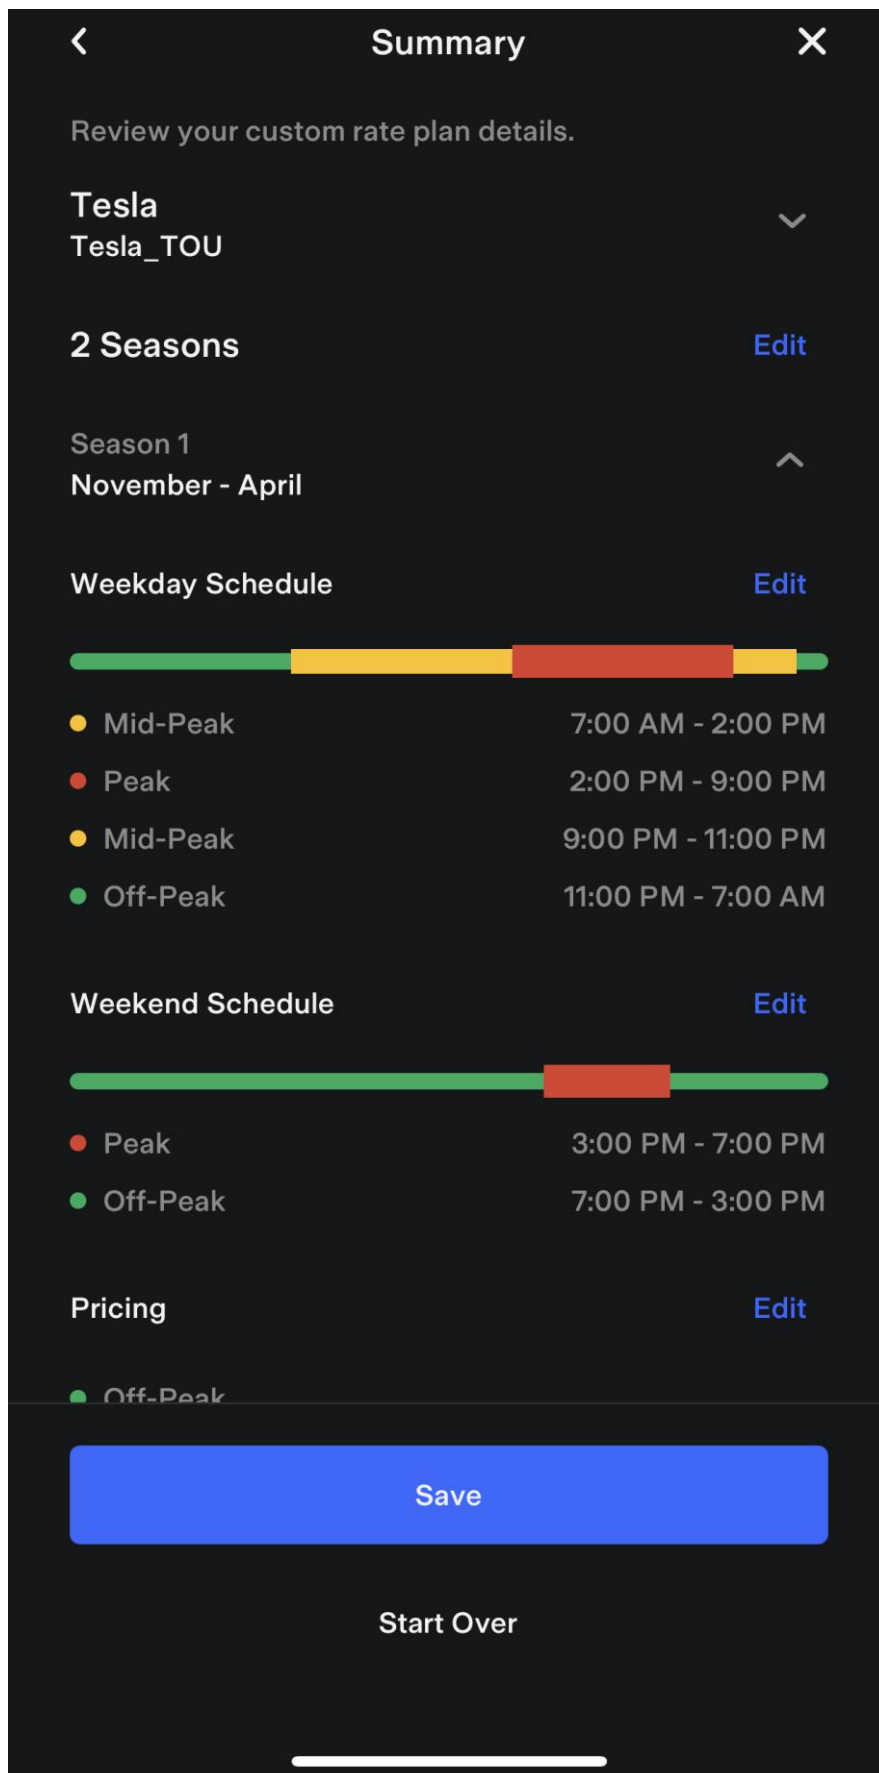 Summary
Review your custom rate plan details.
Tesla
Tesla_TOU
2 Seasons Edit
Season 1
November - April
Weekday Schedule Edit
Mid-Peak 7:00 AM - 2:00 PM
Peak 2:00 PM - 9:00 PM
Mid-Peak 9:00 PM - 11:00 PM
Off-Peak 11:00 PM - 7:00 AM
Weekend Schedule Edit
Peak 3:00 PM - 7:00 PM
Off-Peak 7:00 PM - 3:00 PM
Pricing Edit
Off-Peak
Save
Start Over